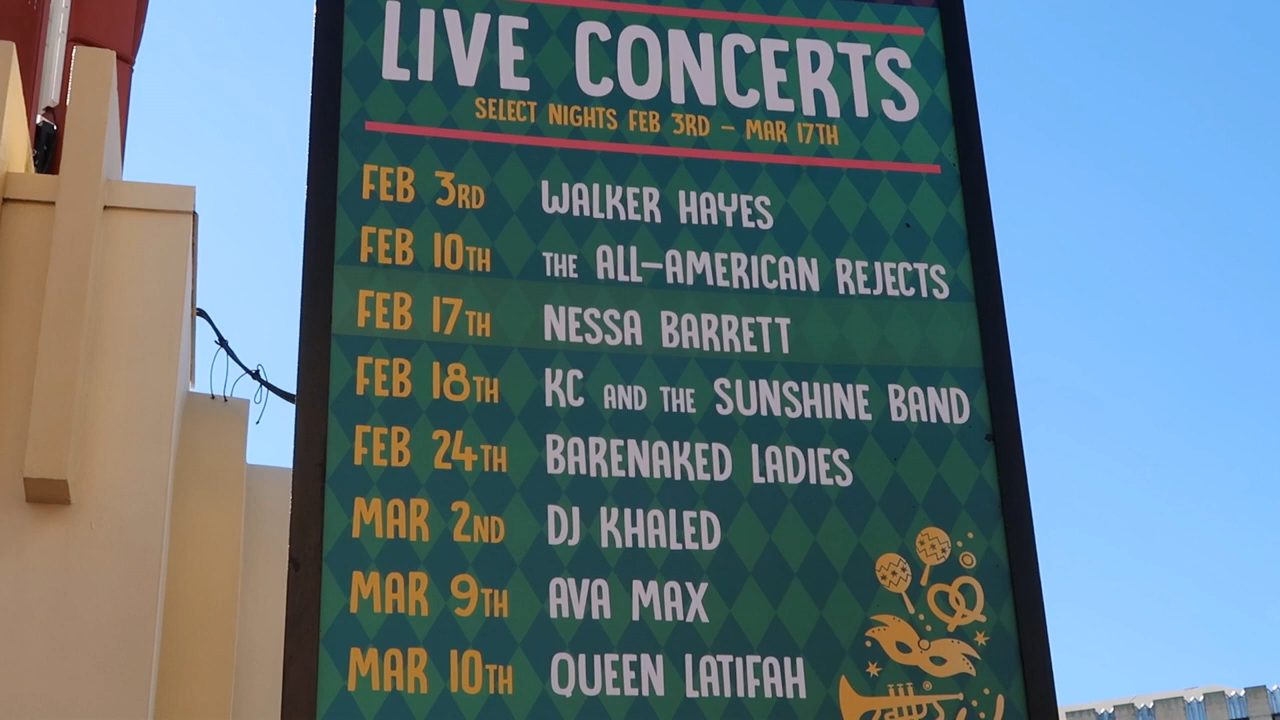 LIVE CONCERTS
SELECT NIGHTS FEB 3RD – MAR 17TH
FEB 3RD WALKER HAYES
FEB 10TH THE ALL-AMERICAN REJECTS
FEB 17TH NESSA BARRETT
FEB 18TH KC AND THE SUNSHINE BAND
FEB 24TH BARENAKED LADIES
MAR 2ND DJ KHALED
MAR 9TH AVA MAX
MAR 10TH QUEEN LATIFAH